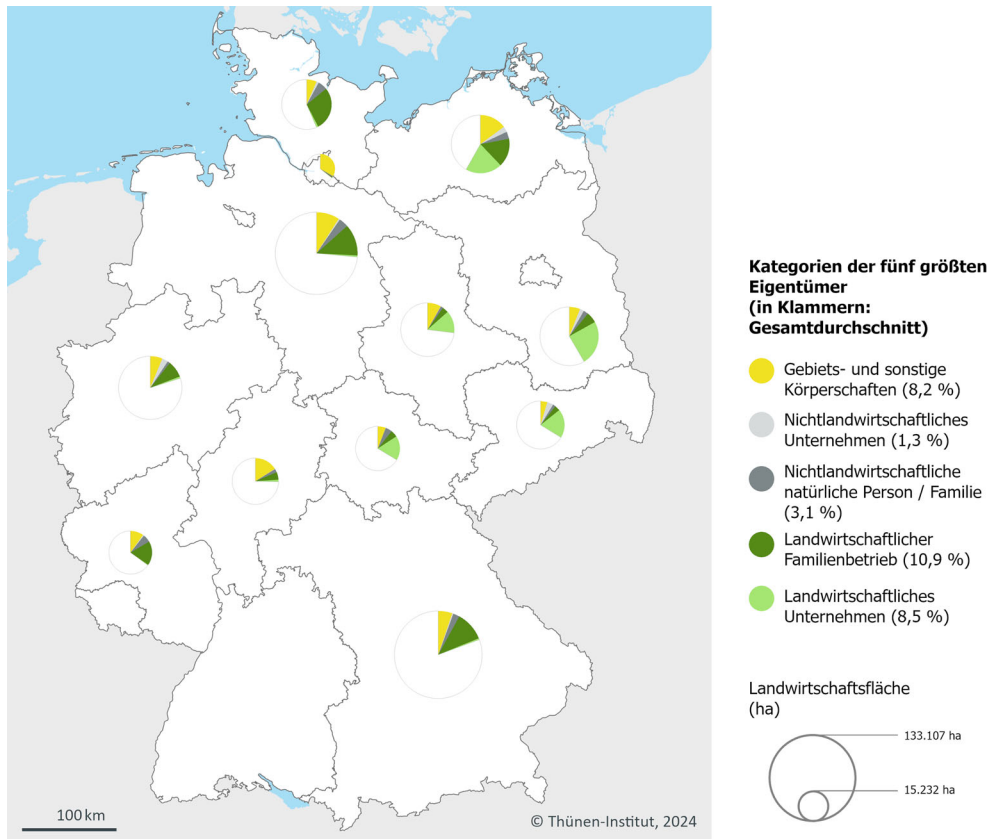 Kategorien der fünf größten
Eigentümer
(in Klammern:
Gesamtdurchschnitt)
Gebiets- und sonstige
Körperschaften (8,2 %)
Nichtlandwirtschaftliches
Unternehmen (1,3 %)
Nichtlandwirtschaftliche
natürliche Person / Familie
(3,1 %)
Landwirtschaftlicher
Familienbetrieb (10,9 %)
Landwirtschaftliches
Unternehmen (8,5 %)
Landwirtschaftsfläche
(ha)
133.107 ha
15.232 ha
100 km
© Thünen-Institut, 2024